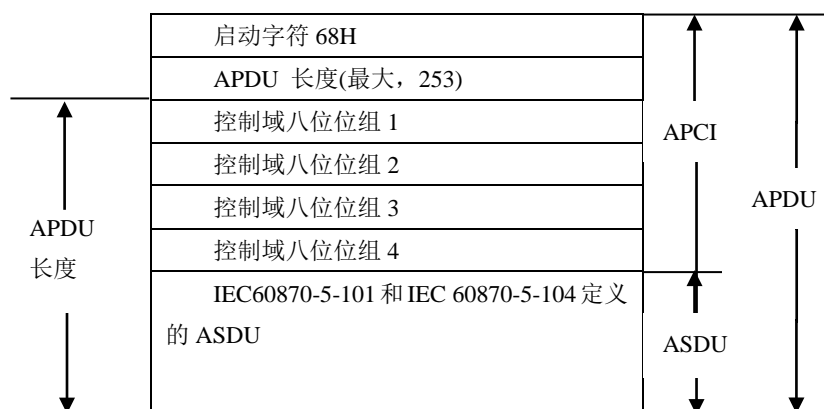 启动字符 68H
APDU 长度(最大，253)
控制域八位位组 1
控制域八位位组 2
控制域八位位组 3
控制域八位位组 4
IEC60870-5-101 和 IEC 60870-5-104 定义
的 ASDU
APDU
长度
APCI
ASDU
APDU